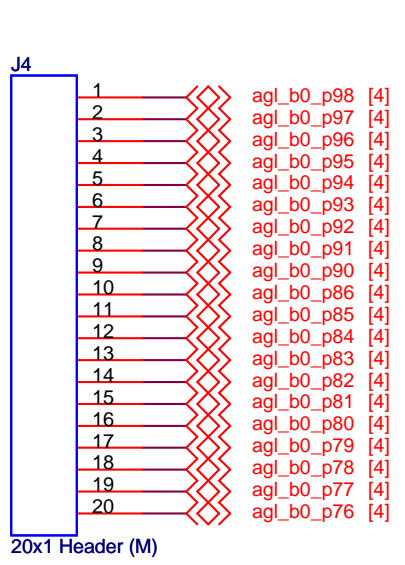 J4
1 agl_b0_p98 [4]
2 agl_b0_p97 [4]
3 agl_b0_p96 [4]
4 agl_b0_p95 [4]
5 agl_b0_p94 [4]
6 agl_b0_p93 [4]
7 agl_b0_p92 [4]
8 agl_b0_p91 [4]
9 agl_b0_p90 [4]
10 agl_b0_p86 [4]
11 agl_b0_p85 [4]
12 agl_b0_p84 [4]
13 agl_b0_p83 [4]
14 agl_b0_p82 [4]
15 agl_b0_p81 [4]
16 agl_b0_p80 [4]
17 agl_b0_p79 [4]
18 agl_b0_p78 [4]
19 agl_b0_p77 [4]
20 agl_b0_p76 [4]
20x1 Header (M)